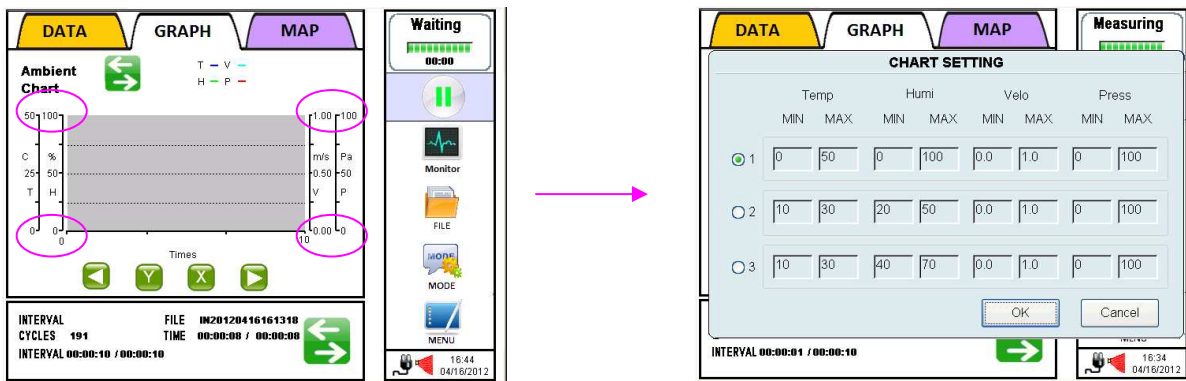 DATA GRAPH MAP
Ambient
Chart
T V
H P
50 100 1.00 100
C % m/s Pa
25 50 0.50 50
T H V P
0 0 0.00 0
0 10
Times
Y X
INTERVAL FILE IN20120416161318
CYCLES 191 TIME 00:00:08 / 00:00:08
INTERVAL 00:00:10 / 00:00:10
Waiting
00:00
Monitor
FILE
MODE
MODE
MENU
16:44
04/16/2012
DATA GRAPH MAP
Measuring
CHART SETTING
Temp Humi Velo Press
MIN MAX MIN MAX MIN MAX MIN MAX
1 0 50 0 100 0.0 1.0 0 100
2 10 30 20 50 0.0 1.0 0 100
3 10 30 40 70 0.0 1.0 0 100
OK Cancel
INTERVAL 00:00:01 / 00:00:10
MENU
16:34
04/16/2012